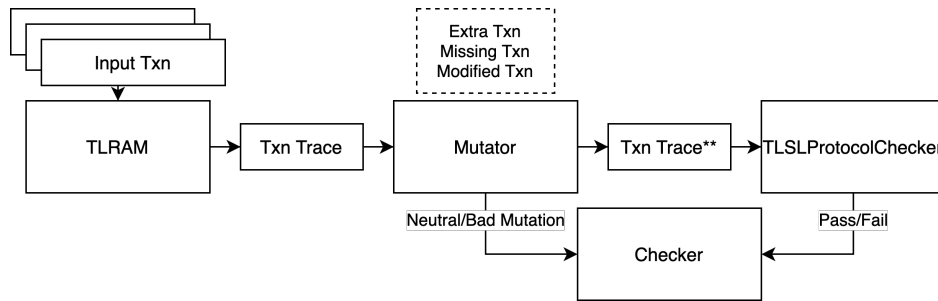 Extra Txn
Missing Txn
Modified Txn
Input Txn
TLRAM
Txn Trace
Mutator
Txn Trace**
TLSLProtocolChecker
Neutral/Bad Mutation
Pass/Fail
Checker